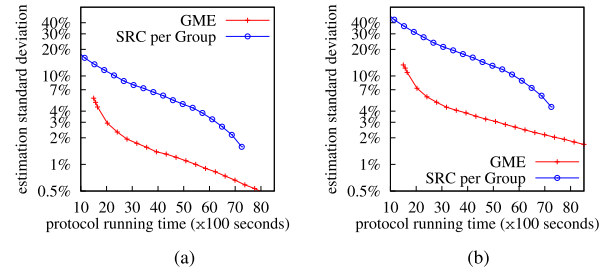 estimation standard deviation
40%
30%
20%
10%
7%
4%
3%
2%
1%
0.5%
GME
SRC per Group
10 20 30 40 50 60 70 80
protocol running time (×100 seconds)
(a)
estimation standard deviation
40%
30%
20%
10%
7%
4%
3%
2%
1%
0.5%
GME
SRC per Group
10 20 30 40 50 60 70 80
protocol running time (×100 seconds)
(b)